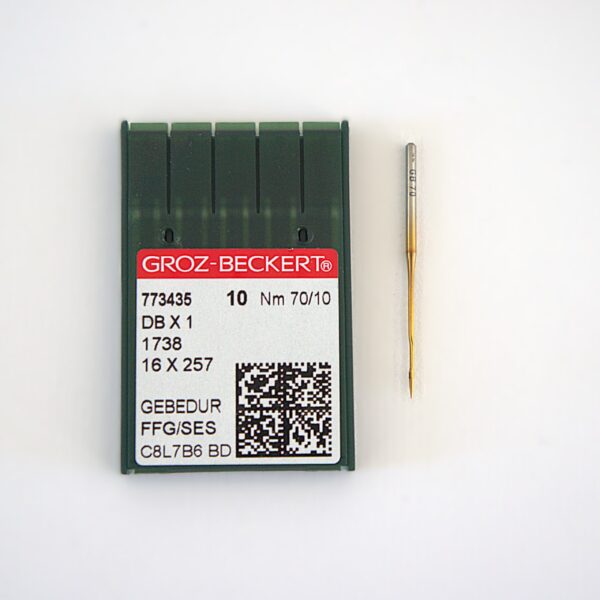 GROZ-BECKERT®
773435 10 Nm 70/10
DB X 1
1738
16 X 257
GEBEDUR
FFG/SES
C8L7B6 BD
GB 70